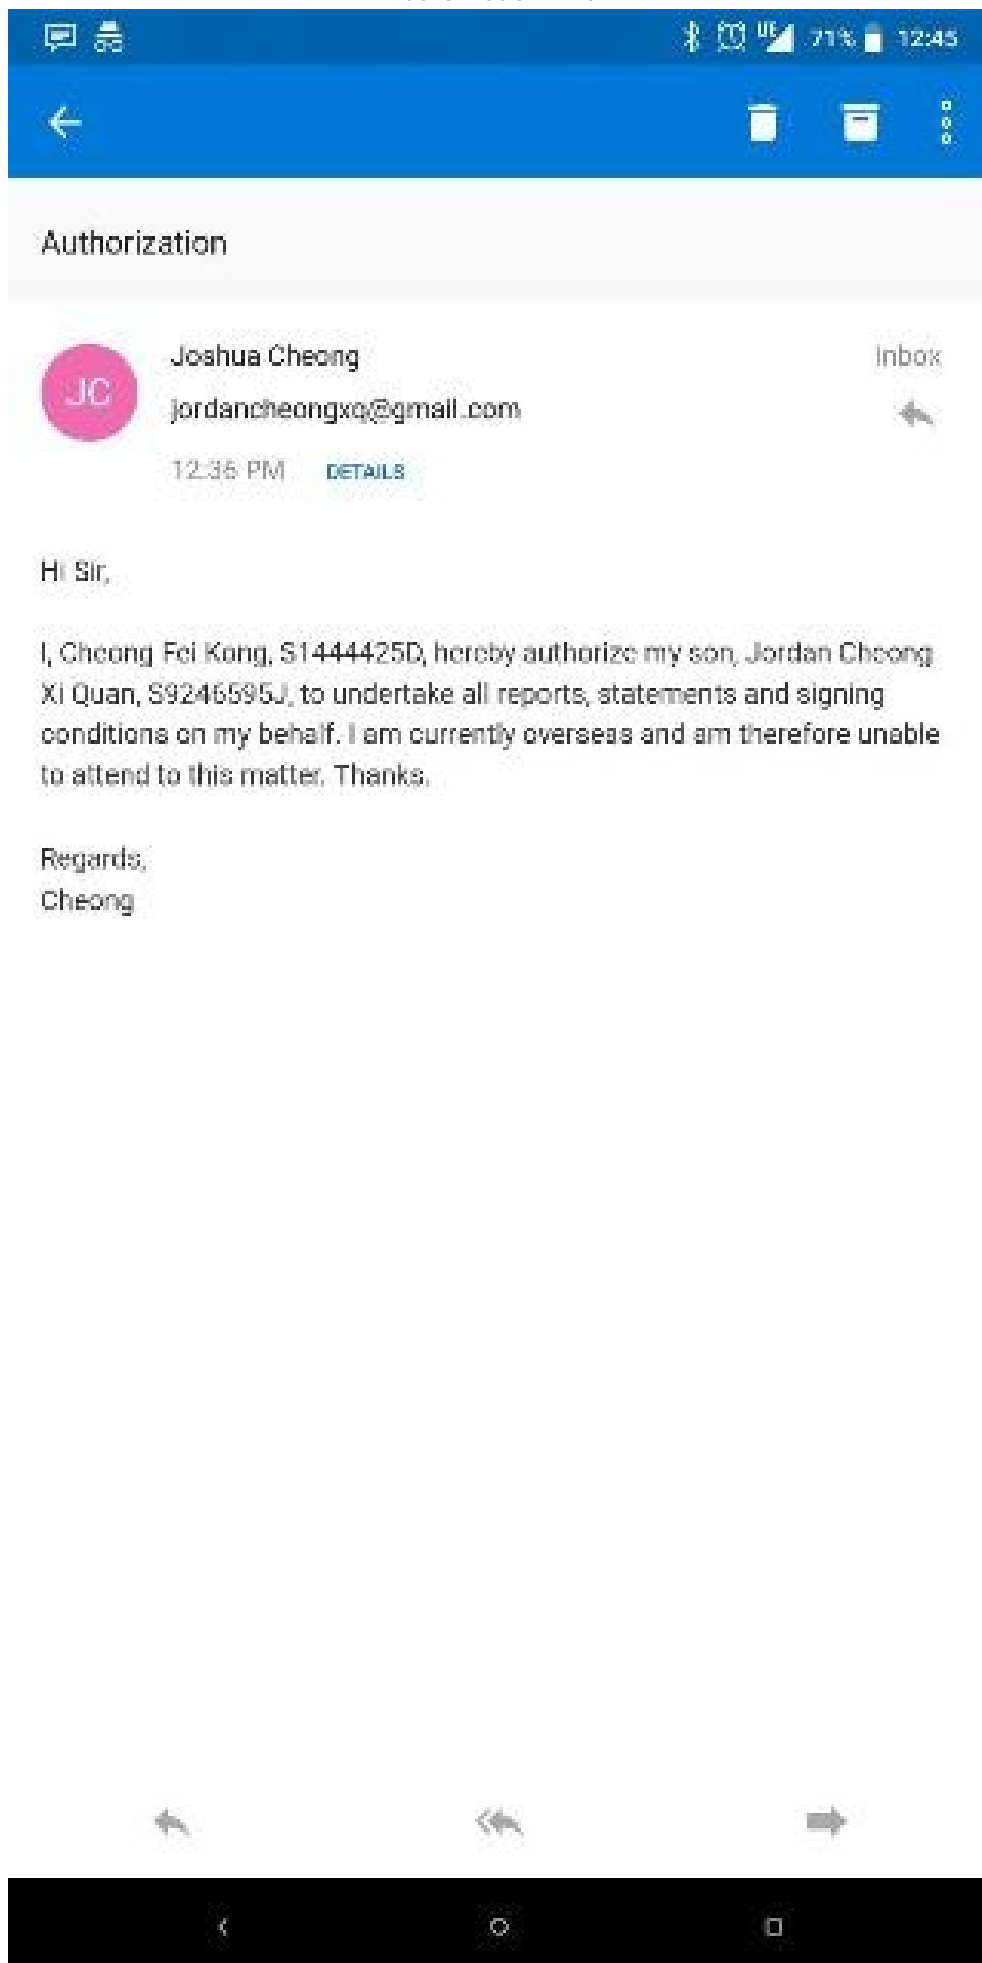 71% 12:45
Authorization
Joshua Cheong
Inbox
JC
jordancheongxq@gmail.com
12:36 PM DETAILS
Hi Sir,
I, Cheong Fei Kong, S1444425D, hereby authorize my son, Jordan Cheong
Xi Quan, S9246595J, to undertake all reports, statements and signing
conditions on my behalf. I am currently overseas and am therefore unable
to attend to this matter. Thanks.
Regards,
Cheong